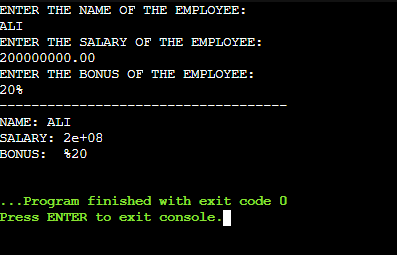 ENTER THE NAME OF THE EMPLOYEE:
ALI
ENTER THE SALARY OF THE EMPLOYEE:
200000000.00
ENTER THE BONUS OF THE EMPLOYEE:
20%
------------------------------------
NAME: ALI
SALARY: 2e+08
BONUS:  %20
...Program finished with exit code 0
Press ENTER to exit console.